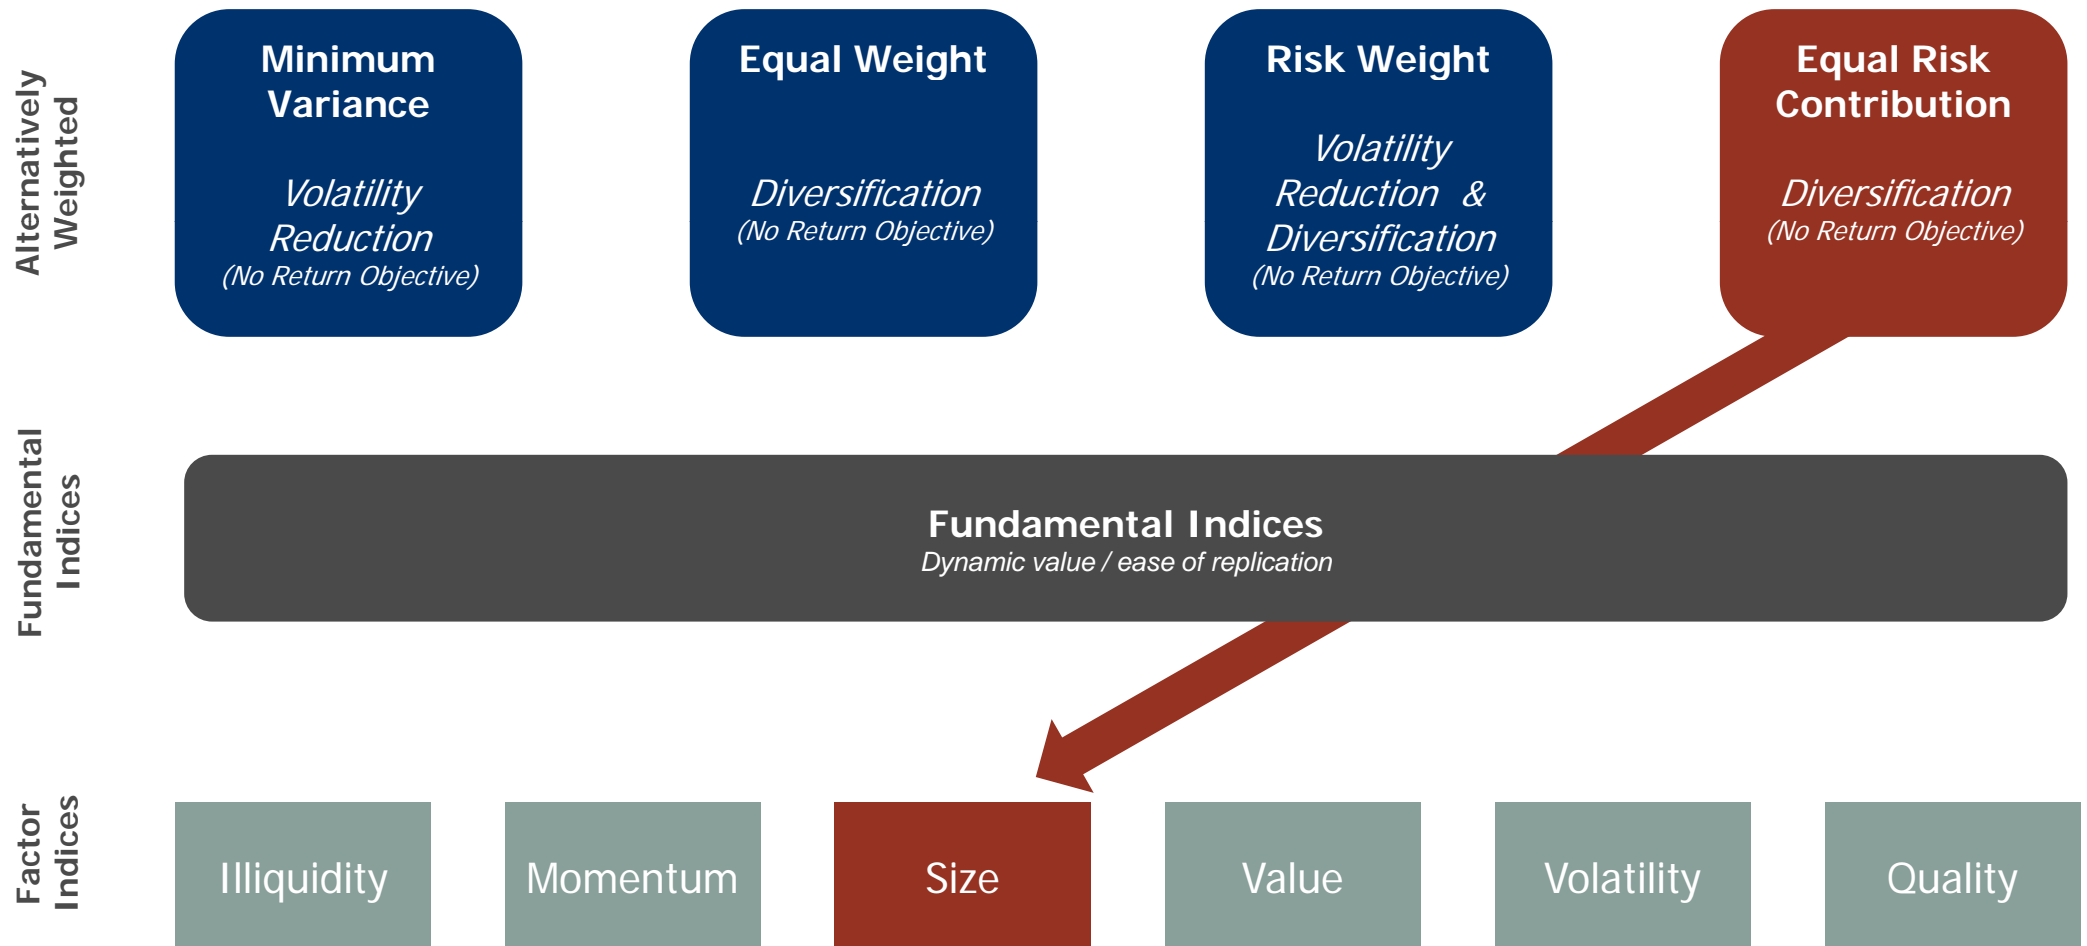 Alternatively
Weighted
Minimum
Variance
Volatility
Reduction
(No Return Objective)
Equal Weight
Diversification
(No Return Objective)
Risk Weight
Volatility
Reduction &
Diversification
(No Return Objective)
Equal Risk
Contribution
Diversification
(No Return Objective)
Fundamental
Indices
Fundamental Indices
Dynamic value / ease of replication
Factor
Indices
Illiquidity
Momentum
Size
Value
Volatility
Quality